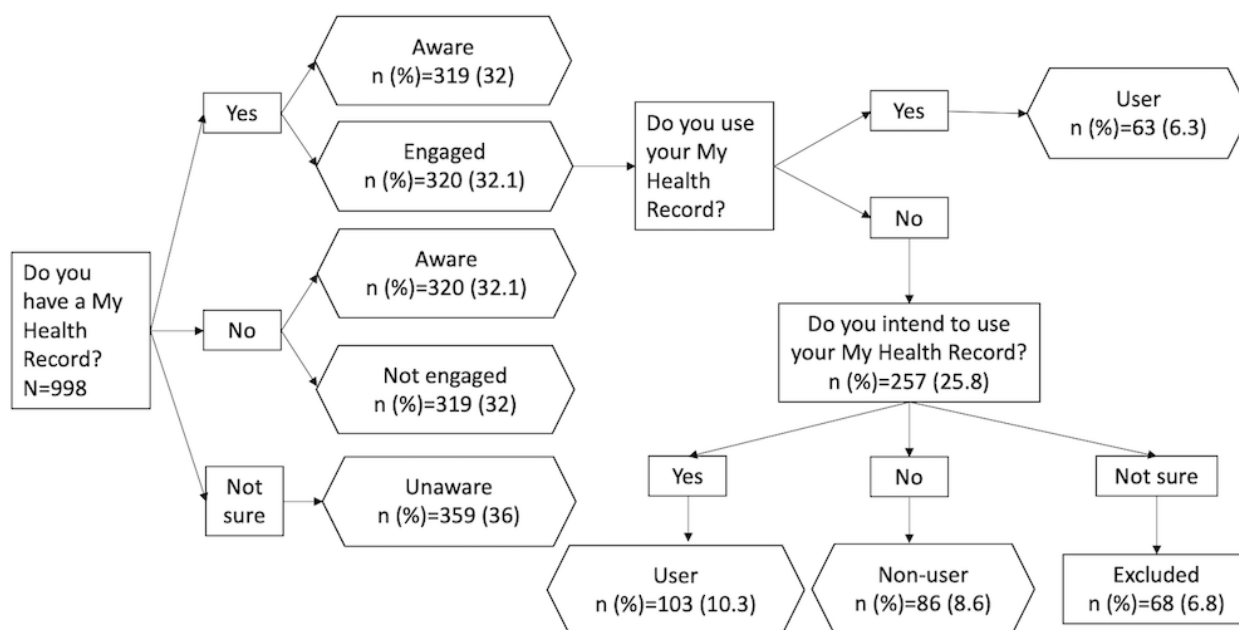 Aware
n (%)=319 (32)
Yes
Engaged
n (%)=320 (32.1)
Do you use
your My
Health
Record?
Yes
User
n (%)=63 (6.3)
No
Do you
have a My
Health
Record?
N=998
Aware
n (%)=320 (32.1)
No
Not engaged
n (%)=319 (32)
Not
sure
Unaware
n (%)=359 (36)
Do you intend to use
your My Health Record?
n (%)=257 (25.8)
Yes
No
Not sure
User
n (%)=103 (10.3)
Non-user
n (%)=86 (8.6)
Excluded
n (%)=68 (6.8)